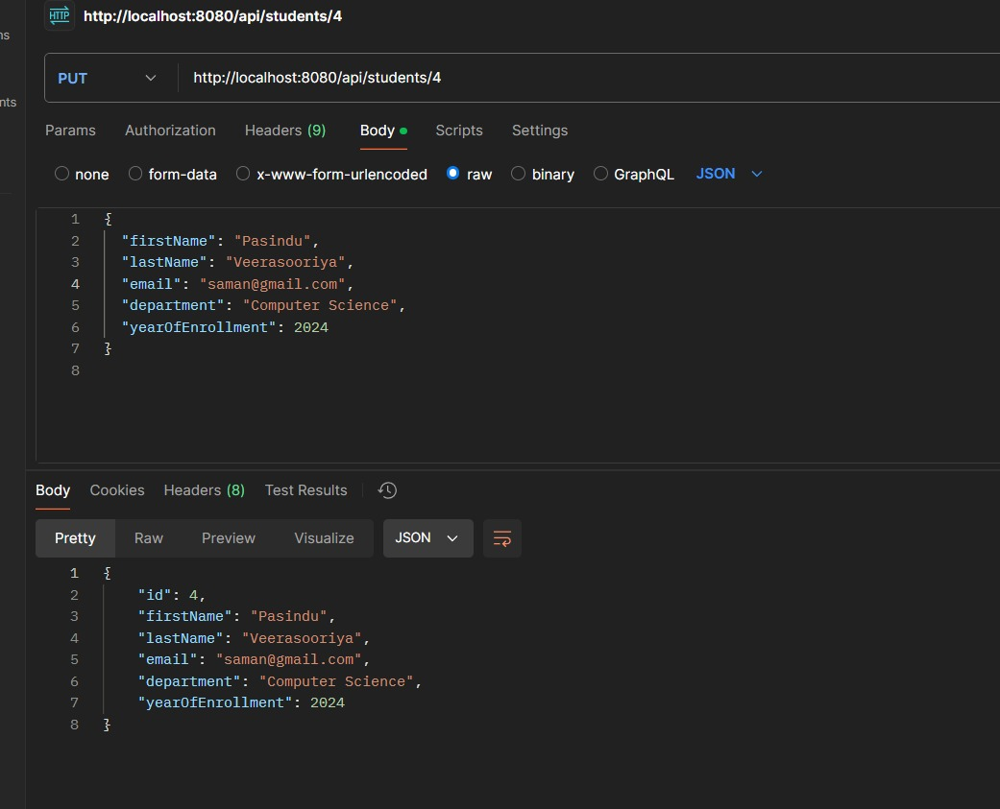 HTTP http://localhost:8080/api/students/4
ns
PUT http://localhost:8080/api/students/4
nts
Params Authorization Headers (9) Body Scripts Settings
none form-data x-www-form-urlencoded raw binary GraphQL JSON
1 {
2 "firstName": "Pasindu",
3 "lastName": "Veerasooriya",
4 "email": "saman@gmail.com",
5 "department": "Computer Science",
6 "yearOfEnrollment": 2024
7 }
8
Body Cookies Headers (8) Test Results
Pretty Raw Preview Visualize JSON
1 {
2 "id": 4,
3 "firstName": "Pasindu",
4 "lastName": "Veerasooriya",
5 "email": "saman@gmail.com",
6 "department": "Computer Science",
7 "yearOfEnrollment": 2024
8 }